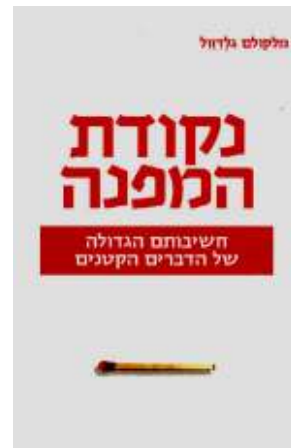 מלקולם גלדוול
נקודת
המפנה
חשיבותם הגדולה
של הדברים הקטנים